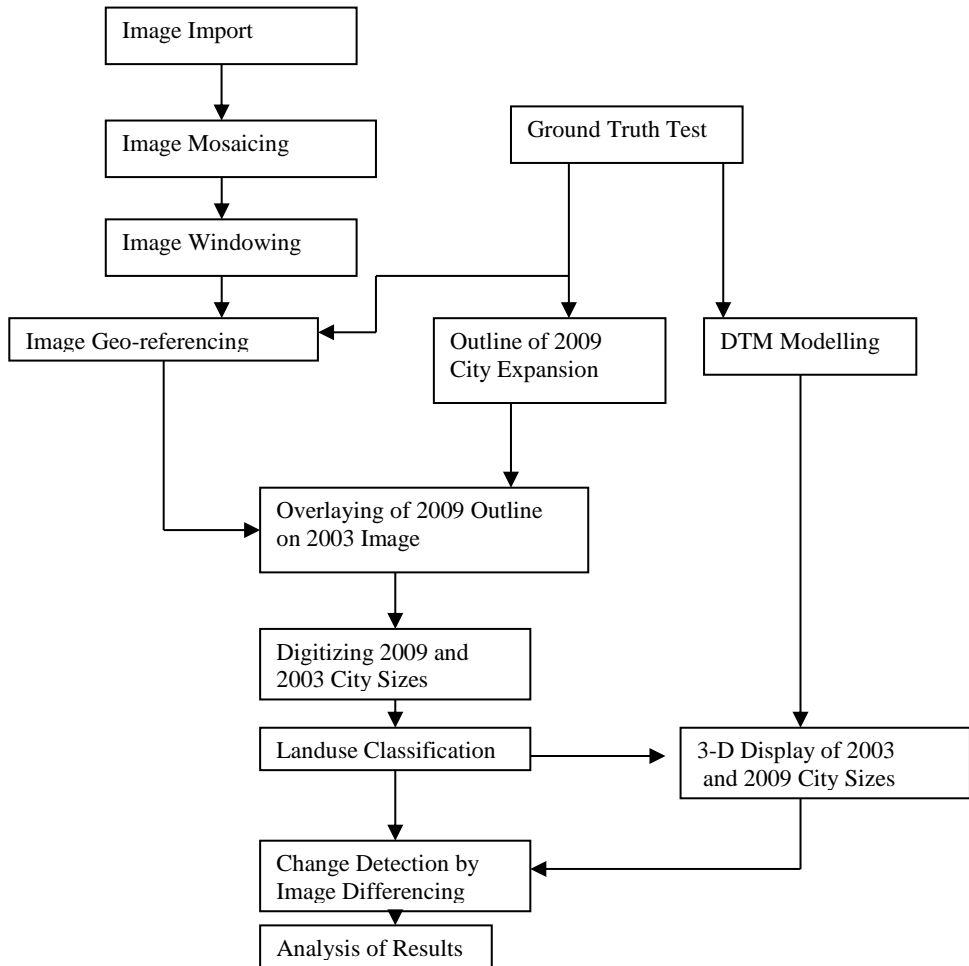 Image Import
Image Mosaicing
Ground Truth Test
Image Windowing
Image Geo-referencing
Outline of 2009
City Expansion
DTM Modelling
Overlaying of 2009 Outline
on 2003 Image
Digitizing 2009 and
2003 City Sizes
Landuse Classification
3-D Display of 2003
and 2009 City Sizes
Change Detection by
Image Differencing
Analysis of Results